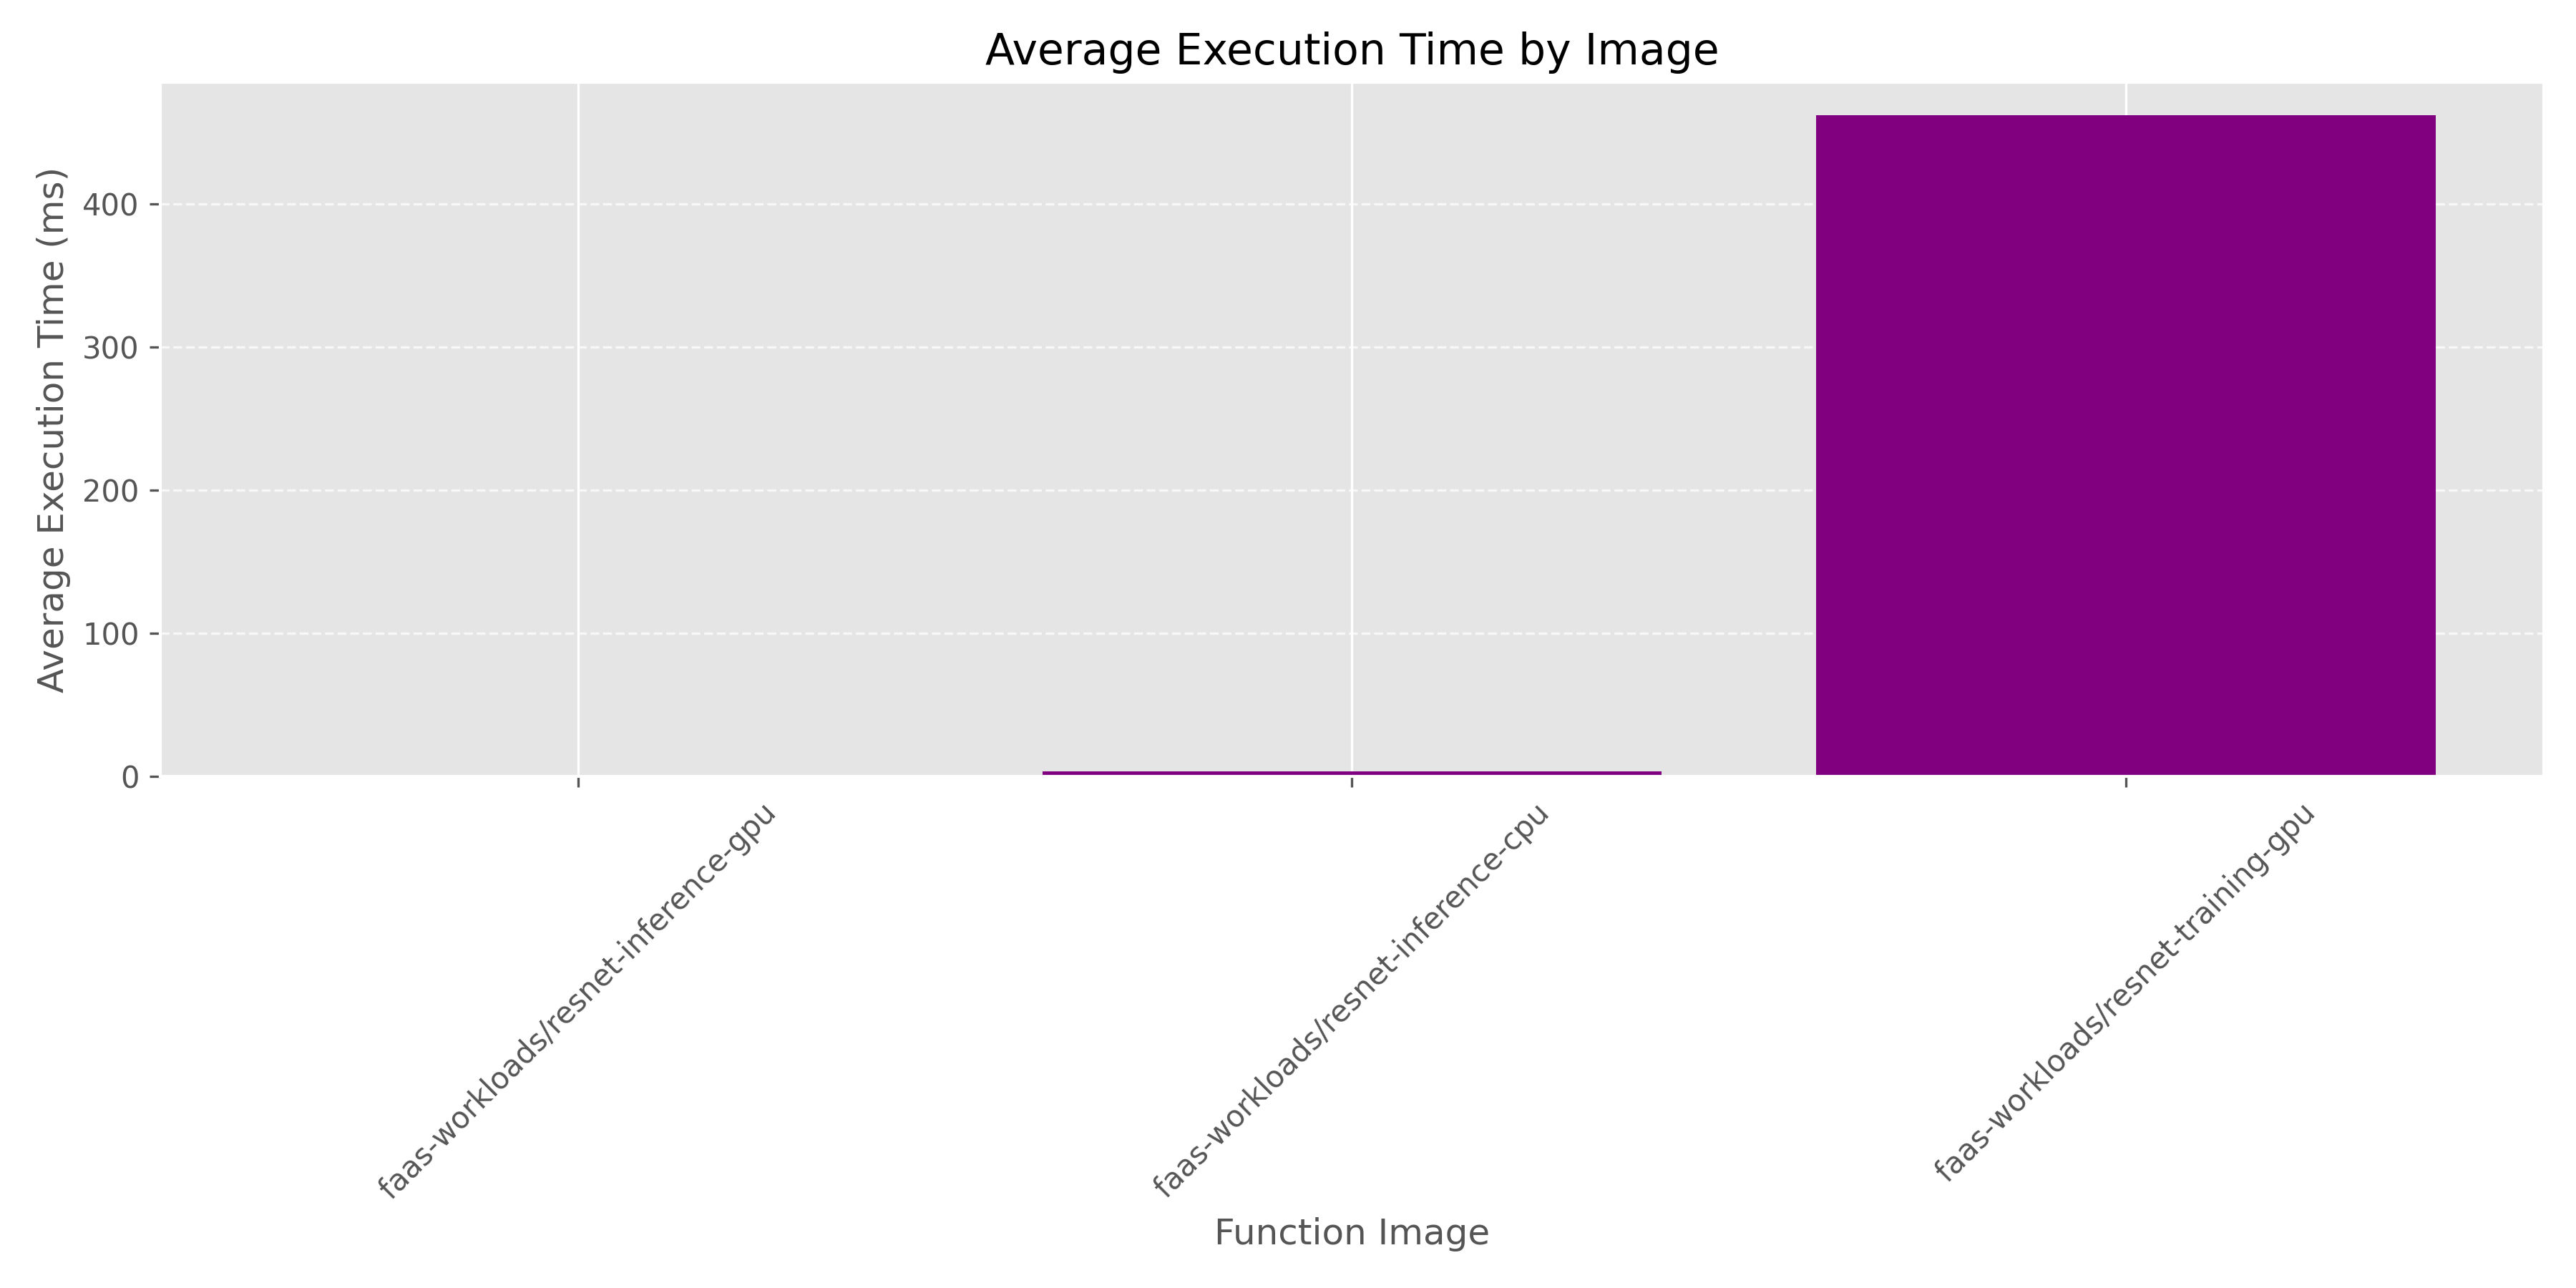 Average Execution Time by Image
Average Execution Time (ms)
400
300
200
100
0
faas-workloads/resnet-inference-gpu
faas-workloads/resnet-inference-cpu
faas-workloads/resnet-training-gpu
Function Image